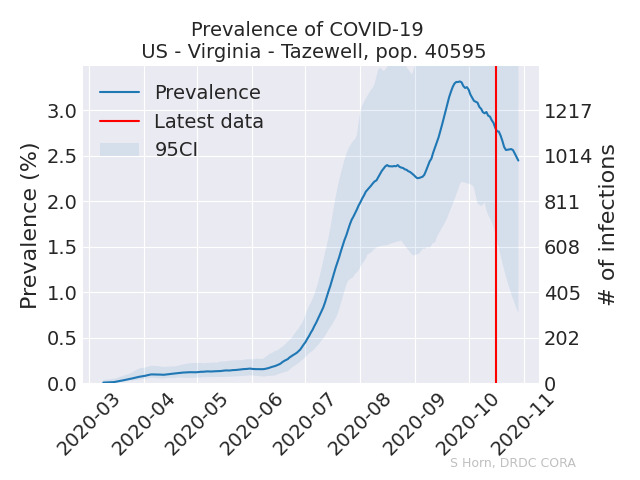 Prevalence of COVID-19
US - Virginia - Tazewell, pop. 40595
Prevalence
Latest data
95CI
Prevalence (%)
3.0
2.5
2.0
1.5
1.0
0.5
0.0
1217
1014
811
608
405
202
0
# of infections
2020-03
2020-04
2020-05
2020-06
2020-07
2020-08
2020-09
2020-10
2020-11
S Horn, DRDC CORA